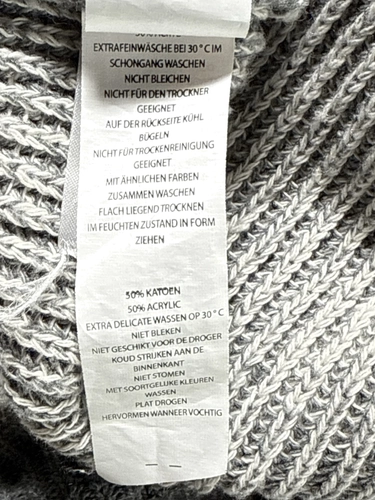 50% ACRYL
EXTRAFEINWÄSCHE BEI 30 ° C IM
SCHONGANG WASCHEN
NICHT BLEICHEN
NICHT FÜR DEN TROCKNER
GEEIGNET
AUF DER RÜCKSEITE KÜHL
BÜGELN
NICHT FÜR TROCKENREINIGUNG
GEEIGNET
MIT ÄHNLICHEN FARBEN
ZUSAMMEN WASCHEN
FLACH LIEGEND TROCKNEN
IM FEUCHTEN ZUSTAND IN FORM
ZIEHEN
50% KATOEN
50% ACRYLIC
EXTRA DELICATE WASSEN OP 30 ° C
NIET BLEKEN
NIET GESCHIKT VOOR DE DROGER
KOUD STRIJKEN AAN DE
BINNENKANT
NIET STOMEN
MET SOORTGELIJKE KLEUREN
WASSEN
PLAT DROGEN
HERVORMEN WANNEER VOCHTIG